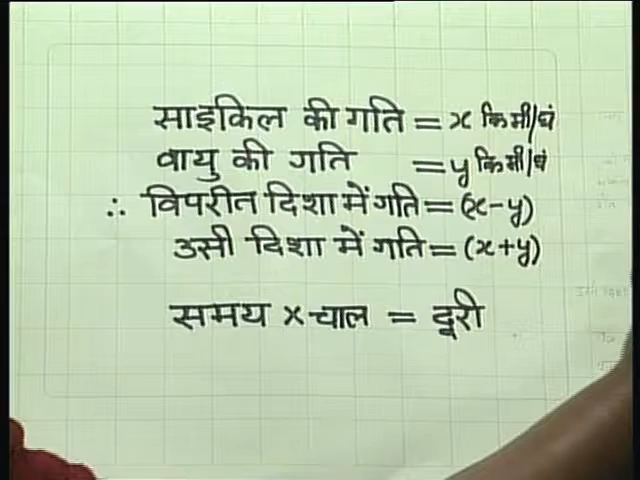 साइकिल की गति = x कि मी/घं
वायु की गति = y कि मी/घं
∴ विपरीत दिशा में गति = (x-y)
उसी दिशा में गति = (x+y)
समय × चाल = दूरी